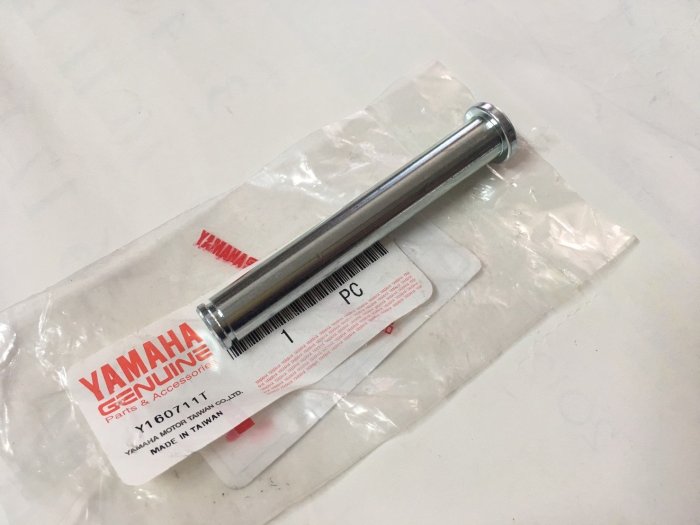 YAMAHA
1 PC
YAMAHA
GENUINE
Parts & Accessories
Y160711T
YAMAHA MOTOR TAIWAN CO.,LTD.
MADE IN TAIWAN